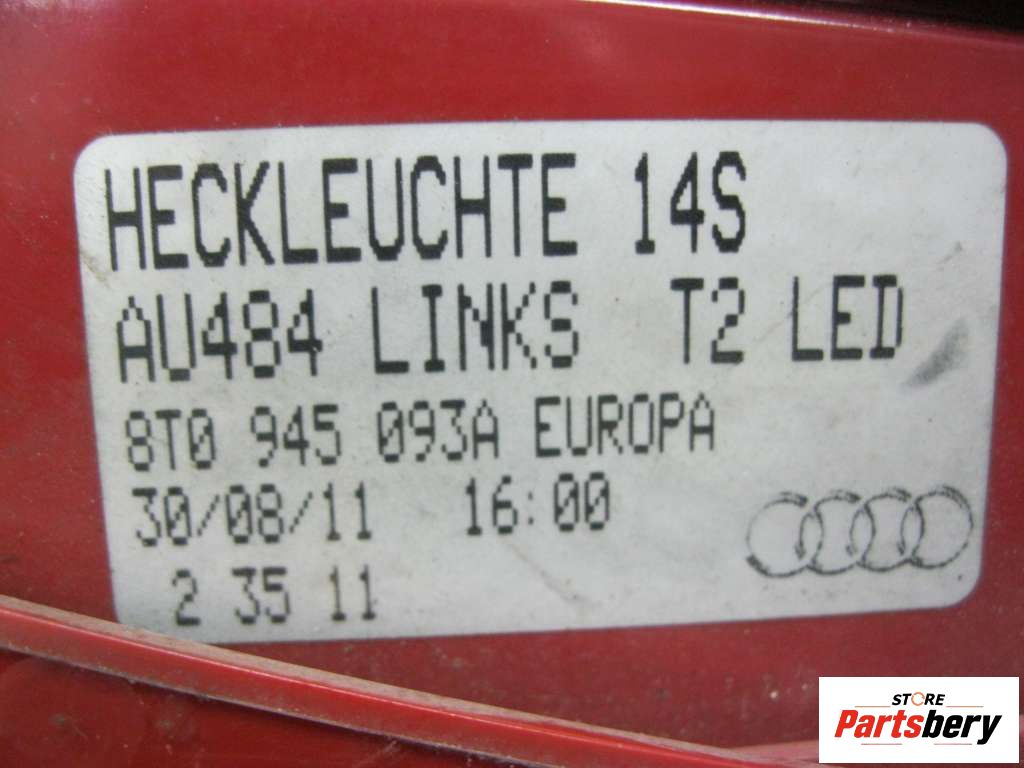 HECKLEUCHTE 14S
AU484 LINKS T2 LED
8T0 945 093A EUROPA
30/08/11 16:00
2 35 11
STORE
Partsbery